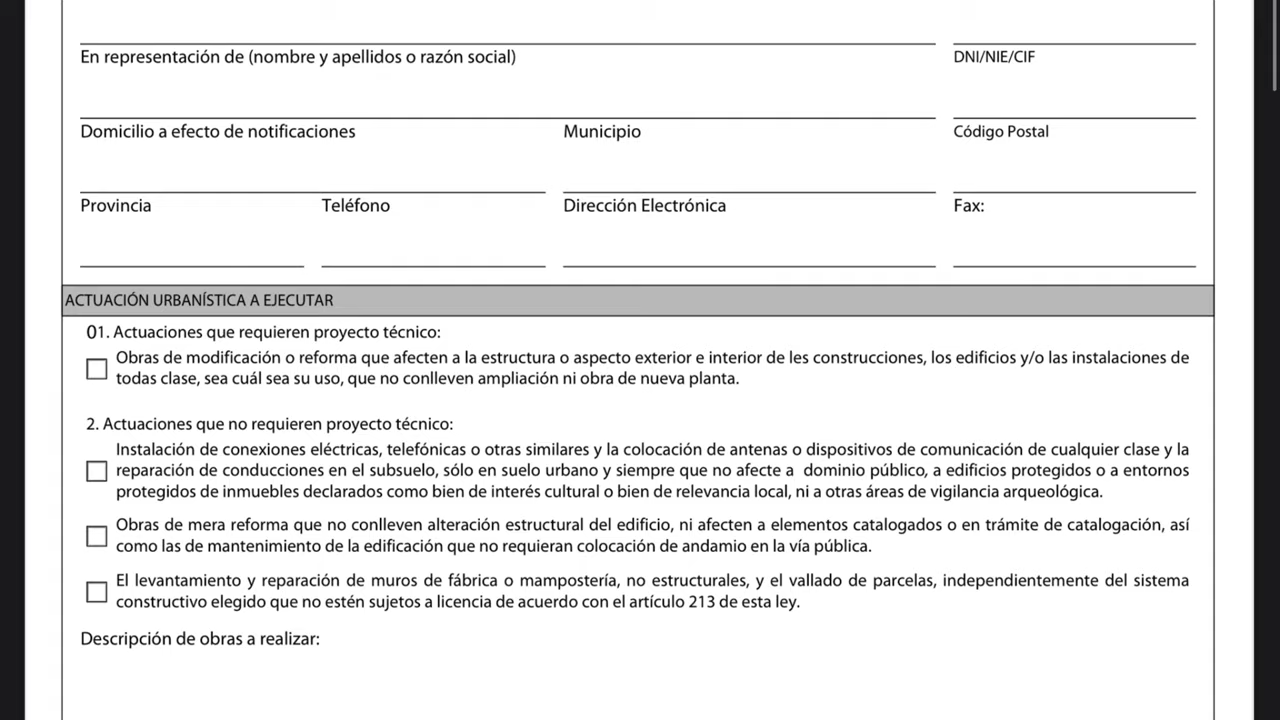 En representación de (nombre y apellidos o razón social) DNI/NIE/CIF
Domicilio a efecto de notificaciones Municipio Código Postal
Provincia Teléfono Dirección Electrónica Fax:
ACTUACIÓN URBANÍSTICA A EJECUTAR
01. Actuaciones que requieren proyecto técnico:
Obras de modificación o reforma que afecten a la estructura o aspecto exterior e interior de les construcciones, los edificios y/o las instalaciones de
todas clase, sea cuál sea su uso, que no conlleven ampliación ni obra de nueva planta.
2. Actuaciones que no requieren proyecto técnico:
Instalación de conexiones eléctricas, telefónicas o otras similares y la colocación de antenas o dispositivos de comunicación de cualquier clase y la
reparación de conducciones en el subsuelo, sólo en suelo urbano y siempre que no afecte a dominio público, a edificios protegidos o a entornos
protegidos de inmuebles declarados como bien de interés cultural o bien de relevancia local, ni a otras áreas de vigilancia arqueológica.
Obras de mera reforma que no conlleven alteración estructural del edificio, ni afecten a elementos catalogados o en trámite de catalogación, así
como las de mantenimiento de la edificación que no requieran colocación de andamio en la vía pública.
El levantamiento y reparación de muros de fábrica o mampostería, no estructurales, y el vallado de parcelas, independientemente del sistema
constructivo elegido que no estén sujetos a licencia de acuerdo con el artículo 213 de esta ley.
Descripción de obras a realizar: